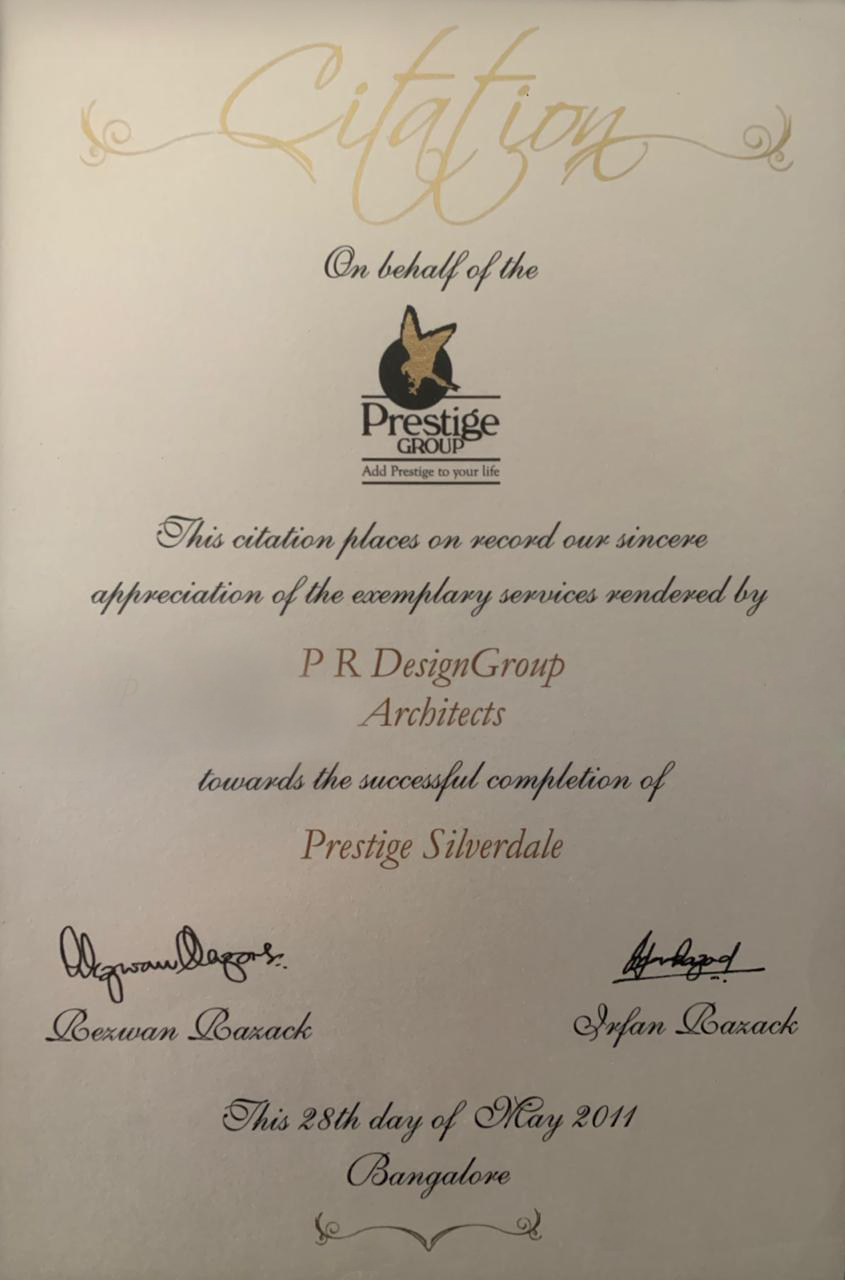 Citation
On behalf of the
Prestige
GROUP
Add Prestige to your life
This citation places on record our sincere
appreciation of the exemplary services rendered by
P R DesignGroup
Architects
towards the successful completion of
Prestige Silverdale
Rezwan Razack
Irfan Razack
This 28th day of May 2011
Bangalore